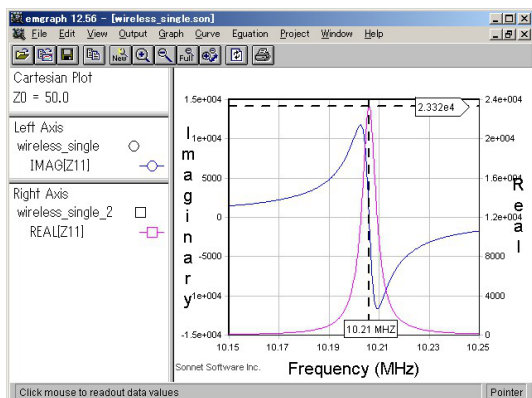 emgraph 12.56 - [wireless_single.son]
File Edit View Output Graph Curve Equation Project Window Help
New Full
Cartesian Plot
Z0 = 50.0
Left Axis
wireless_single
IMAG[Z11]
Right Axis
wireless_single_2
REAL[Z11]
Imaginary
1.5e+004
1e+004
5000
0
-5000
-1e+004
-1.5e+004
2.332e4
10.21 MHZ
2.4e+004
2e+004
1.6e+004
1.2e+004
8000
4000
0
Real
10.15 10.17 10.19 10.21 10.23 10.25
Sonnet Software Inc.
Frequency (MHz)
Click mouse to readout data values
Pointer